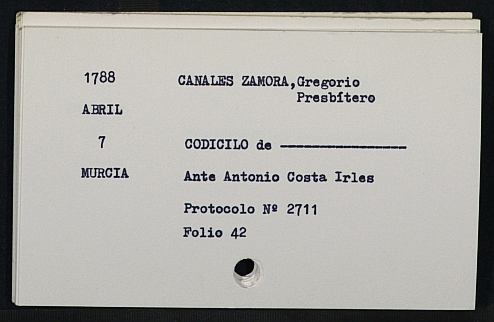 1788 CANALES ZAMORA, Gregorio
Presbítero
ABRIL
7 CODICILO de ----------------
MURCIA Ante Antonio Costa Irles
Protocolo Nº 2711
Folio 42